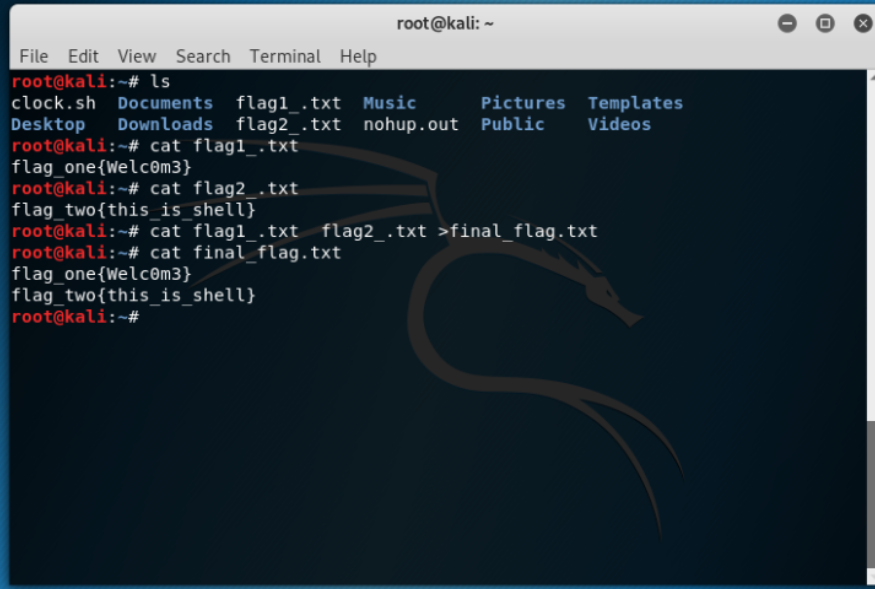 root@kali: ~
File Edit View Search Terminal Help
root@kali:~# ls
clock.sh Documents flag1_.txt Music Pictures Templates
Desktop Downloads flag2_.txt nohup.out Public Videos
root@kali:~# cat flag1_.txt
flag_one{Welc0m3}
root@kali:~# cat flag2_.txt
flag_two{this_is_shell}
root@kali:~# cat flag1_.txt  flag2_.txt >final_flag.txt
root@kali:~# cat final_flag.txt
flag_one{Welc0m3}
flag_two{this_is_shell}
root@kali:~#